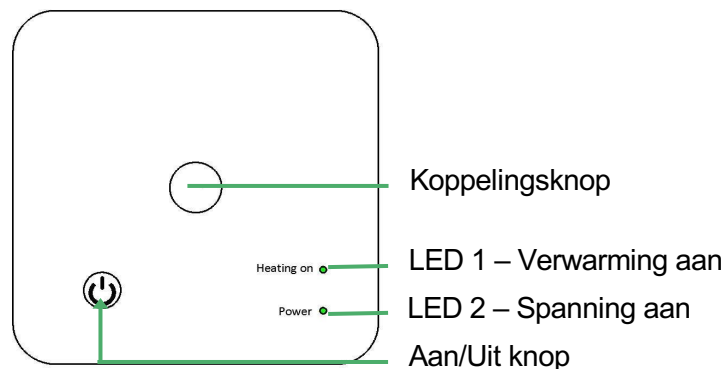 Koppelingsknop
Heating on
LED 1 – Verwarming aan
Power
LED 2 – Spanning aan
Aan/Uit knop